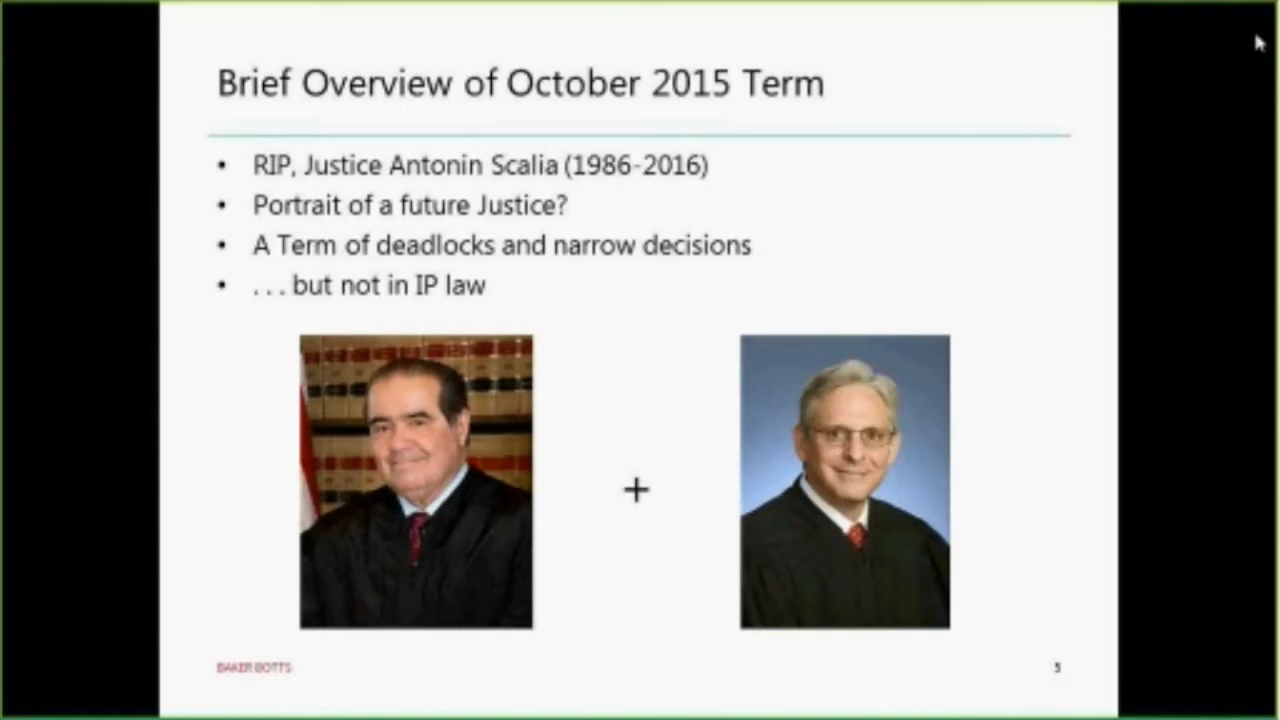 Brief Overview of October 2015 Term
• RIP, Justice Antonin Scalia (1986-2016)
• Portrait of a future Justice?
• A Term of deadlocks and narrow decisions
• . . . but not in IP law
+
BAKER BOTTS
5